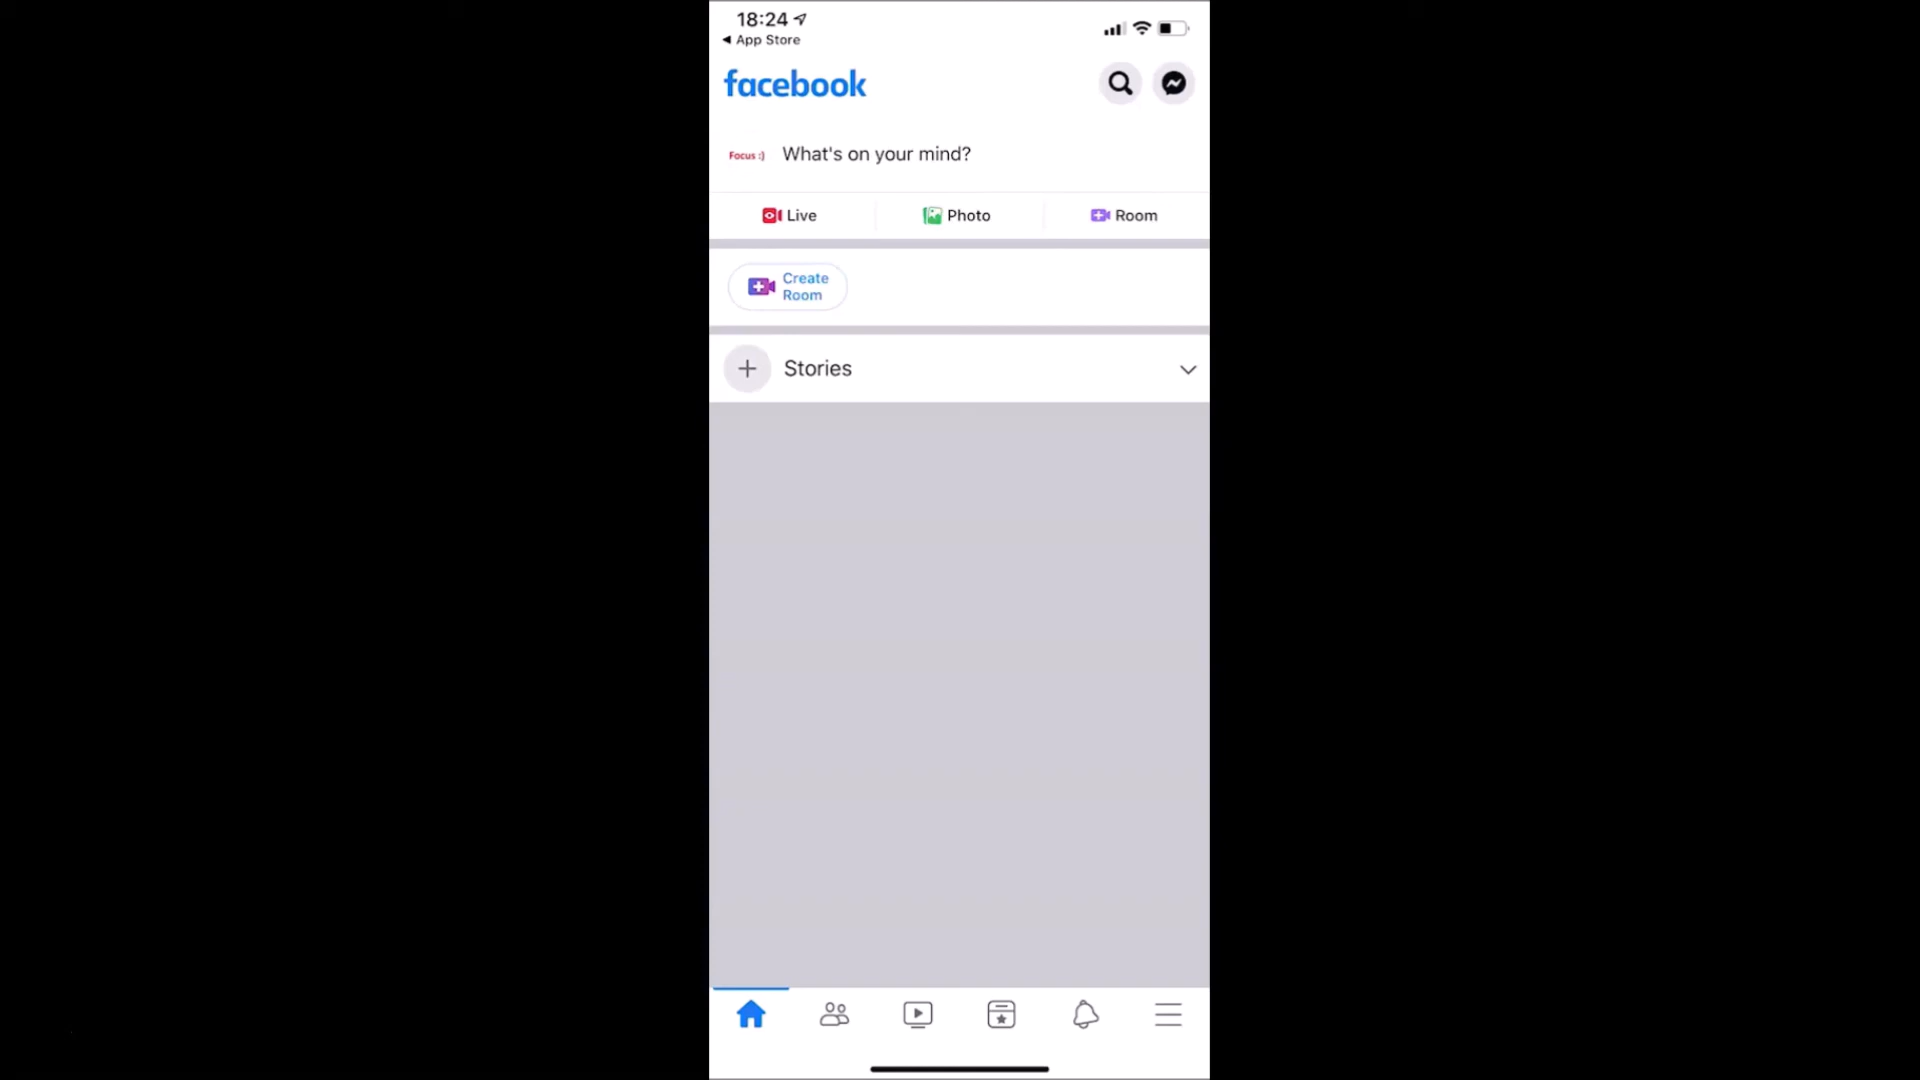 18:24
App Store
facebook
Focus :)
What's on your mind?
Live
Photo
Room
Create
Room
Stories